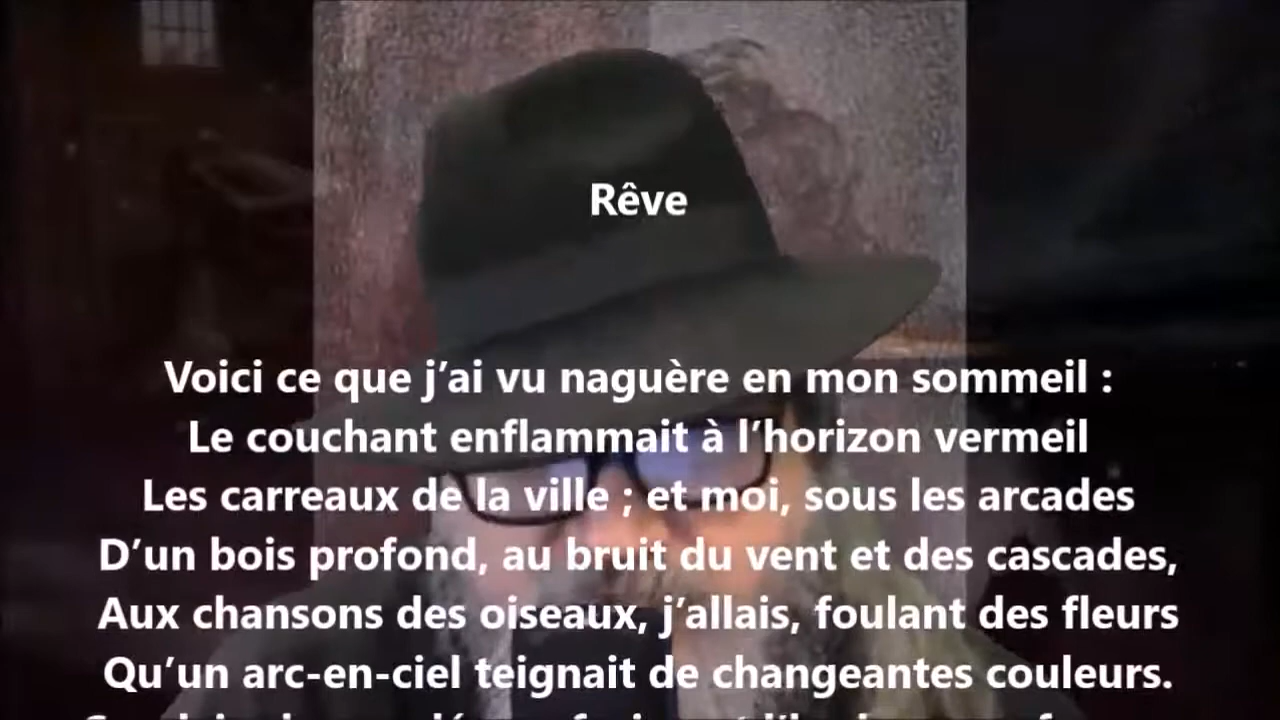 Rêve
Voici ce que j’ai vu naguère en mon sommeil :
Le couchant enflammait à l’horizon vermeil
Les carreaux de la ville ; et moi, sous les arcades
D’un bois profond, au bruit du vent et des cascades,
Aux chansons des oiseaux, j’allais, foulant des fleurs
Qu’un arc-en-ciel teignait de changeantes couleurs.